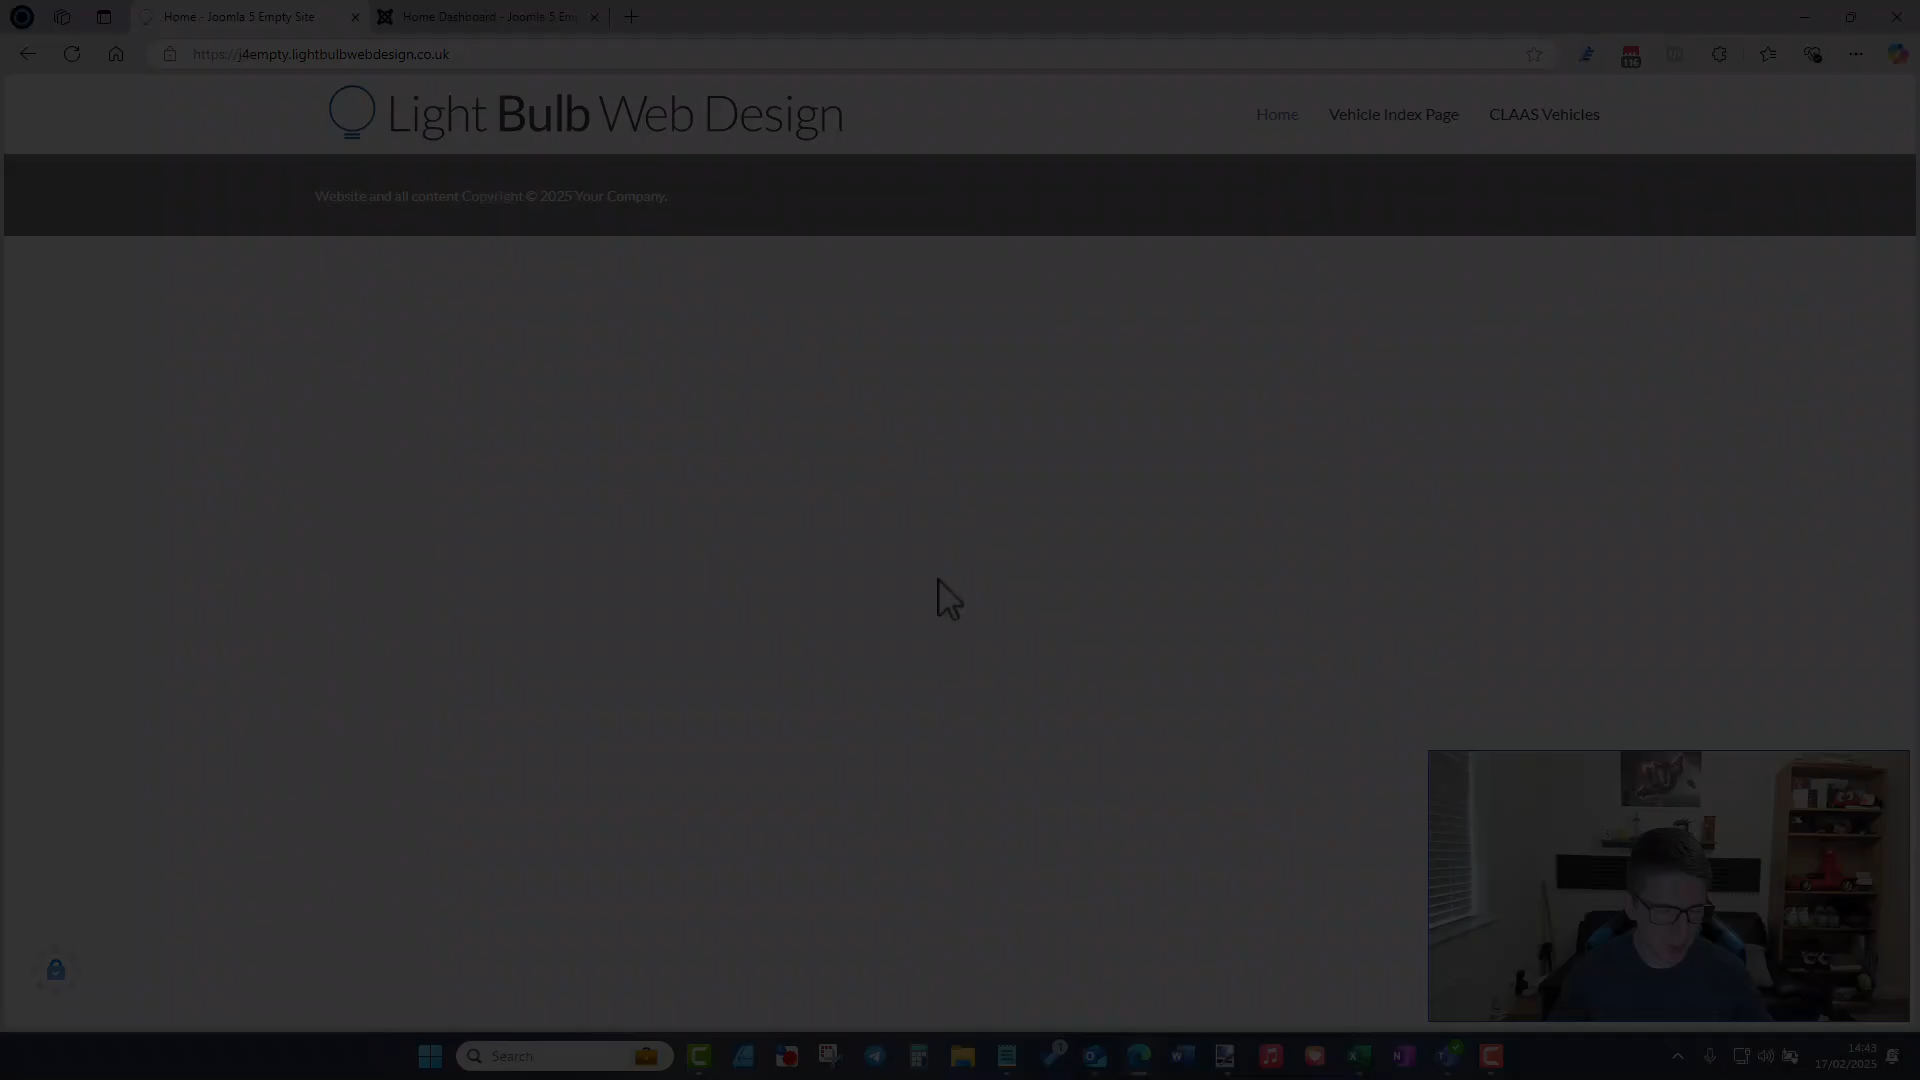 Home - Joomla 5 Empty Site
Home Dashboard - Joomla 5 Em
https://j4empty.lightbulbwebdesign.co.uk
116
Light Bulb Web Design
Home
Vehicle Index Page
CLAAS Vehicles
Website and all content Copyright © 2025 Your Company.
Search
1
14:43
17/02/2025